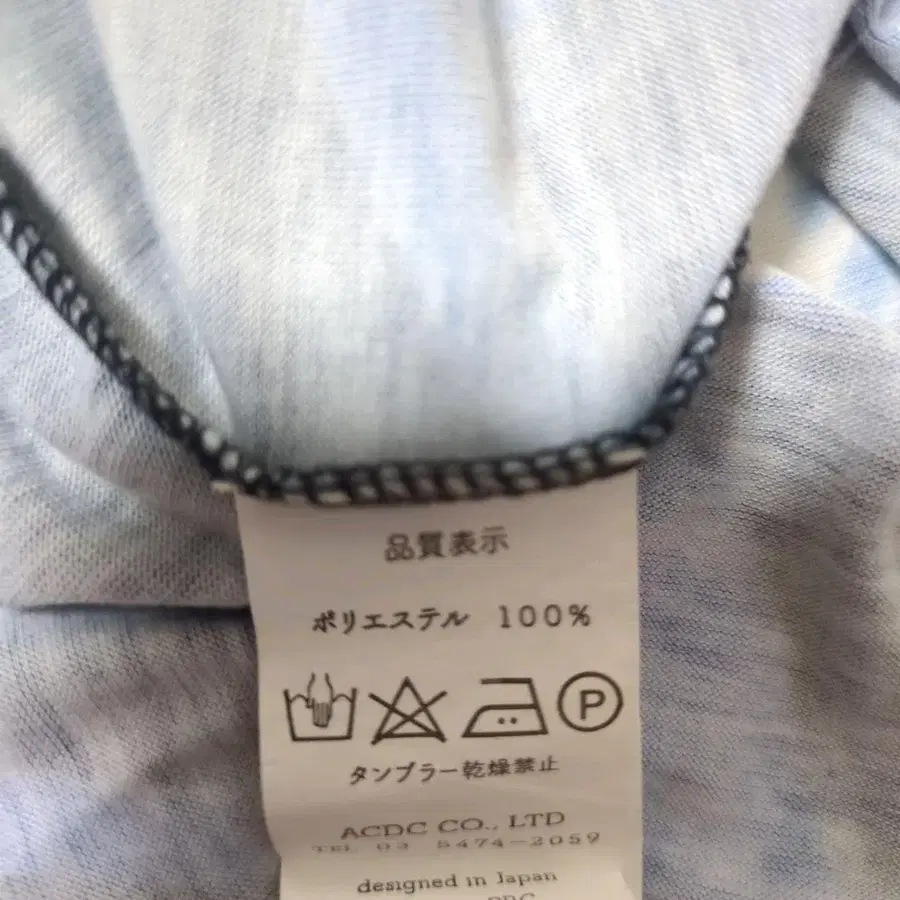 品質表示
ポリエステル 100%
P
タンブラー乾燥禁止
ACDC CO., LTD
TEL 03 5474-2059
designed in Japan
PRC